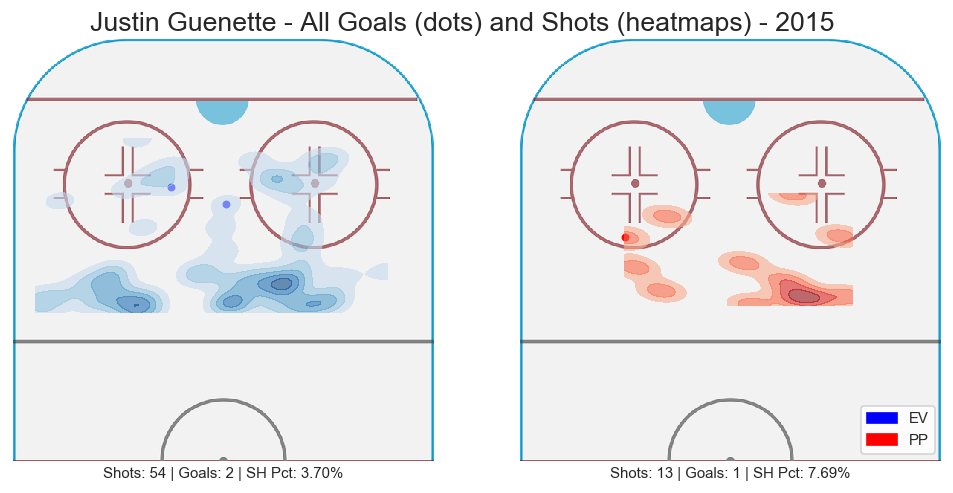 Justin Guenette - All Goals (dots) and Shots (heatmaps) - 2015
EV
PP
Shots: 54 | Goals: 2 | SH Pct: 3.70%
Shots: 13 | Goals: 1 | SH Pct: 7.69%